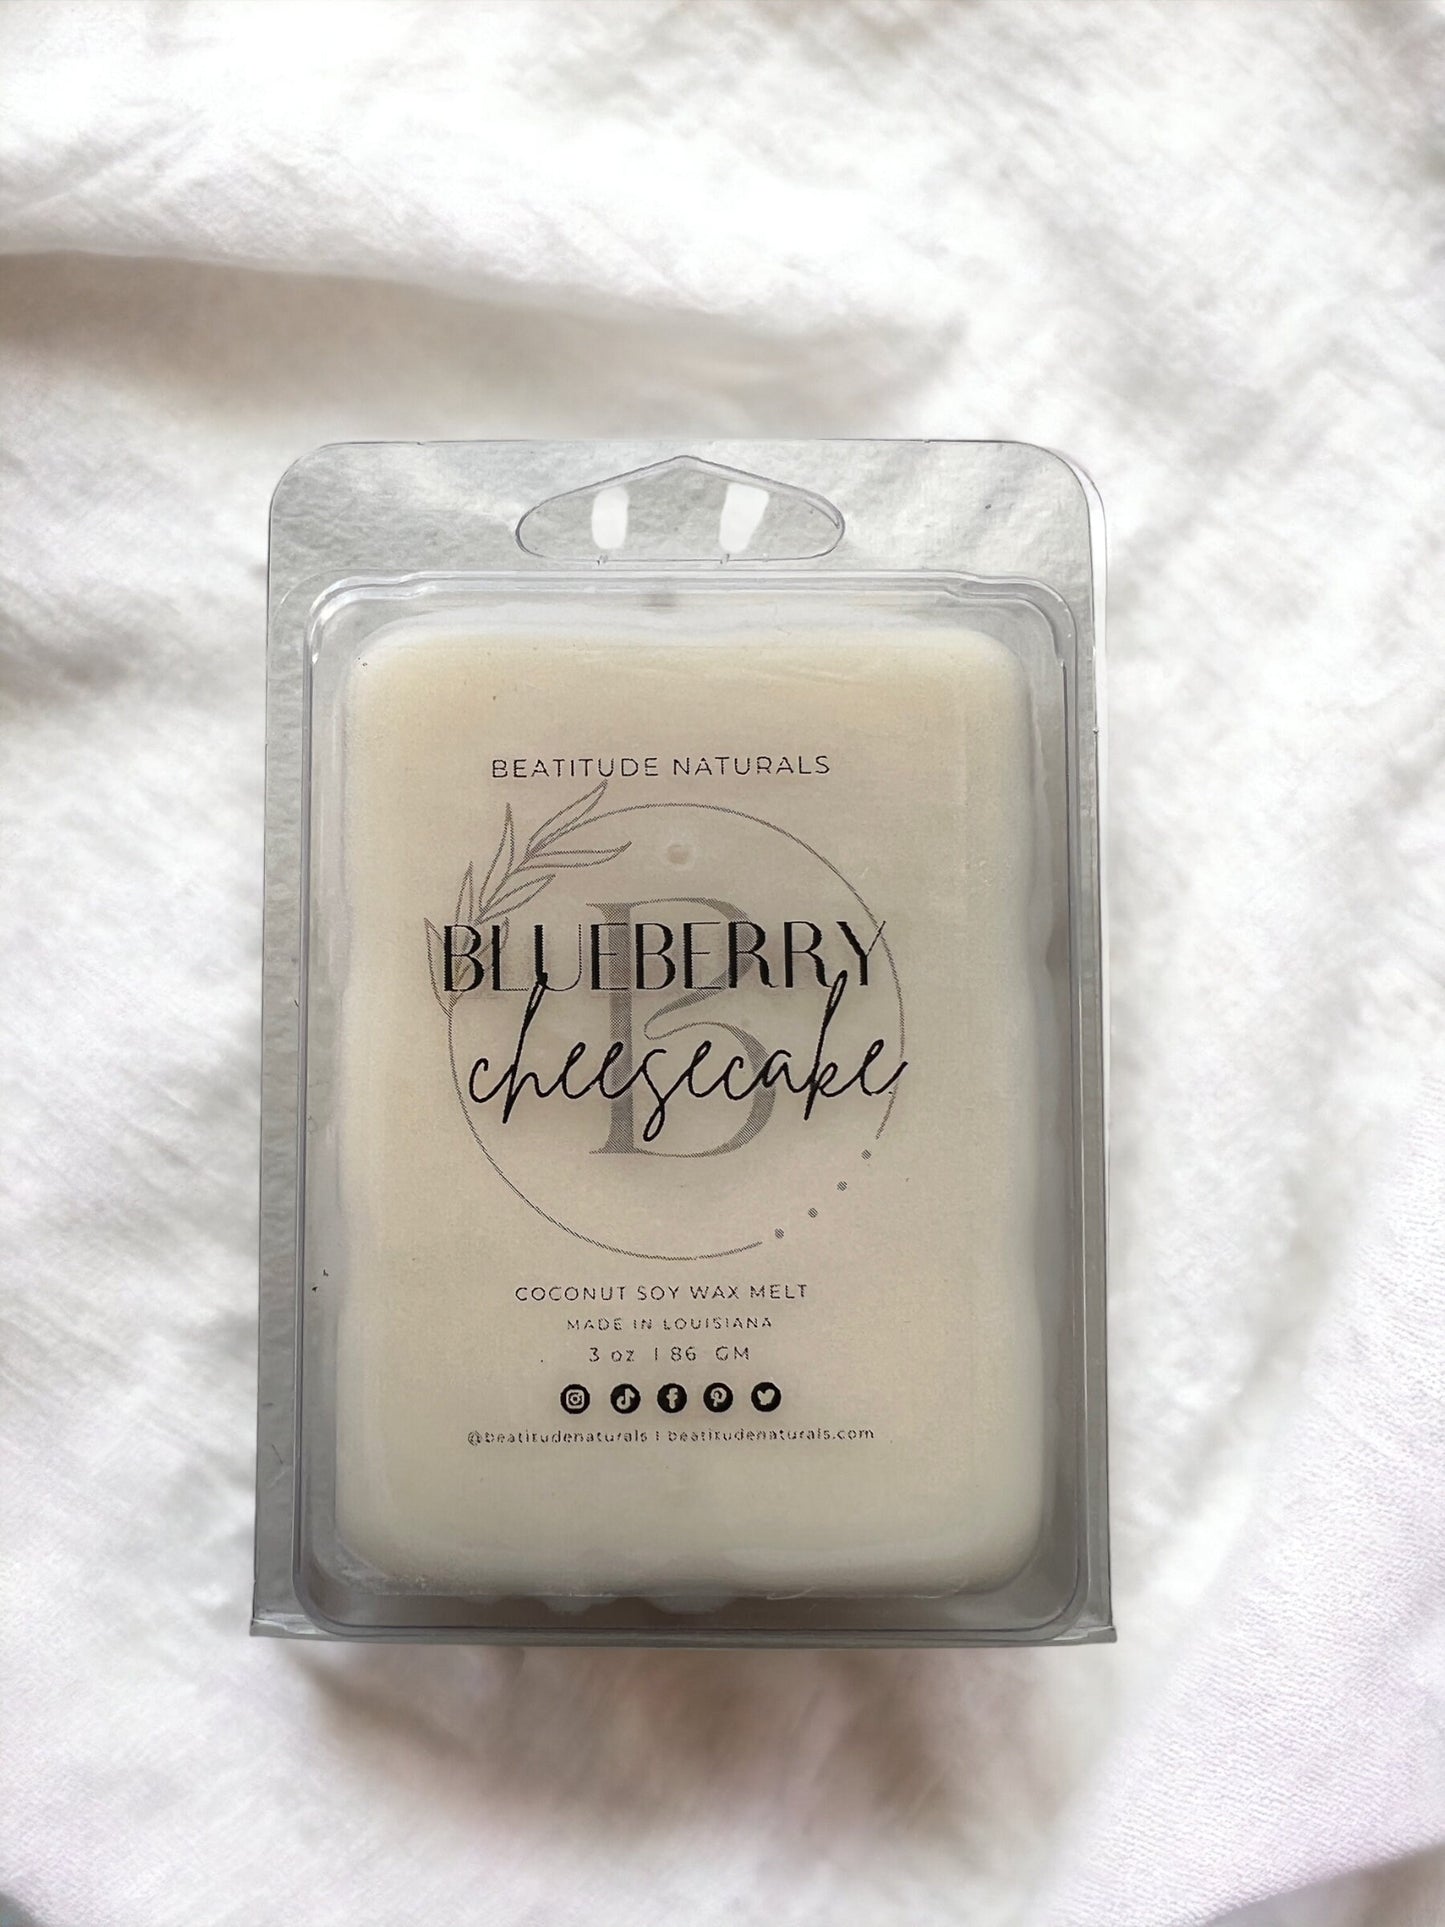 BEATITUDE NATURALS
B
BLUEBERRY
cheesecake
COCONUT SOY WAX MELT
MADE IN LOUISIANA
3 oz | 86 GM
@beatitudenaturals | beatitudenaturals.com